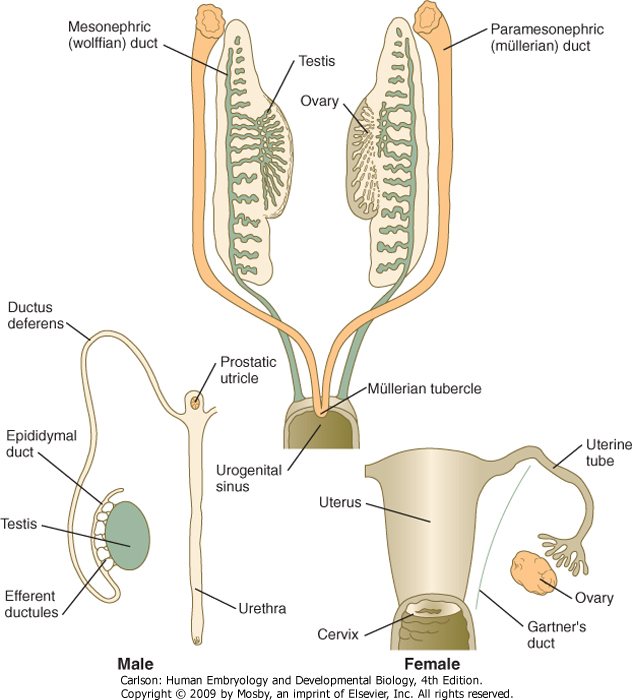 Mesonephric
(wolffian) duct
Paramesonephric
(müllerian) duct
Testis
Ovary
Ductus
deferens
Prostatic
utricle
Müllerian tubercle
Epididymal
duct
Urogenital
sinus
Uterine
tube
Uterus
Testis
Efferent
ductules
Urethra
Ovary
Cervix
Gartner's
duct
Male
Female
Carlson: Human Embryology and Developmental Biology, 4th Edition.
Copyright © 2009 by Mosby, an imprint of Elsevier, Inc. All rights reserved.